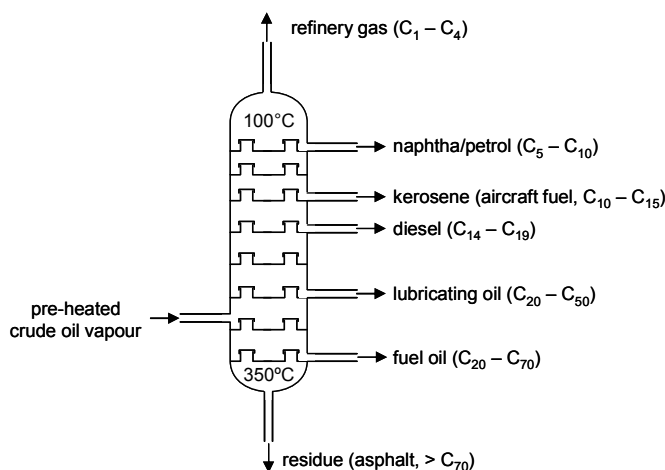 refinery gas (C₁ – C₄)
100°C
naphtha/petrol (C₅ – C₁₀)
kerosene (aircraft fuel, C₁₀ – C₁₅)
diesel (C₁₄ – C₁₉)
lubricating oil (C₂₀ – C₅₀)
pre-heated
crude oil vapour
fuel oil (C₂₀ – C₇₀)
350ºC
residue (asphalt, > C₇₀)